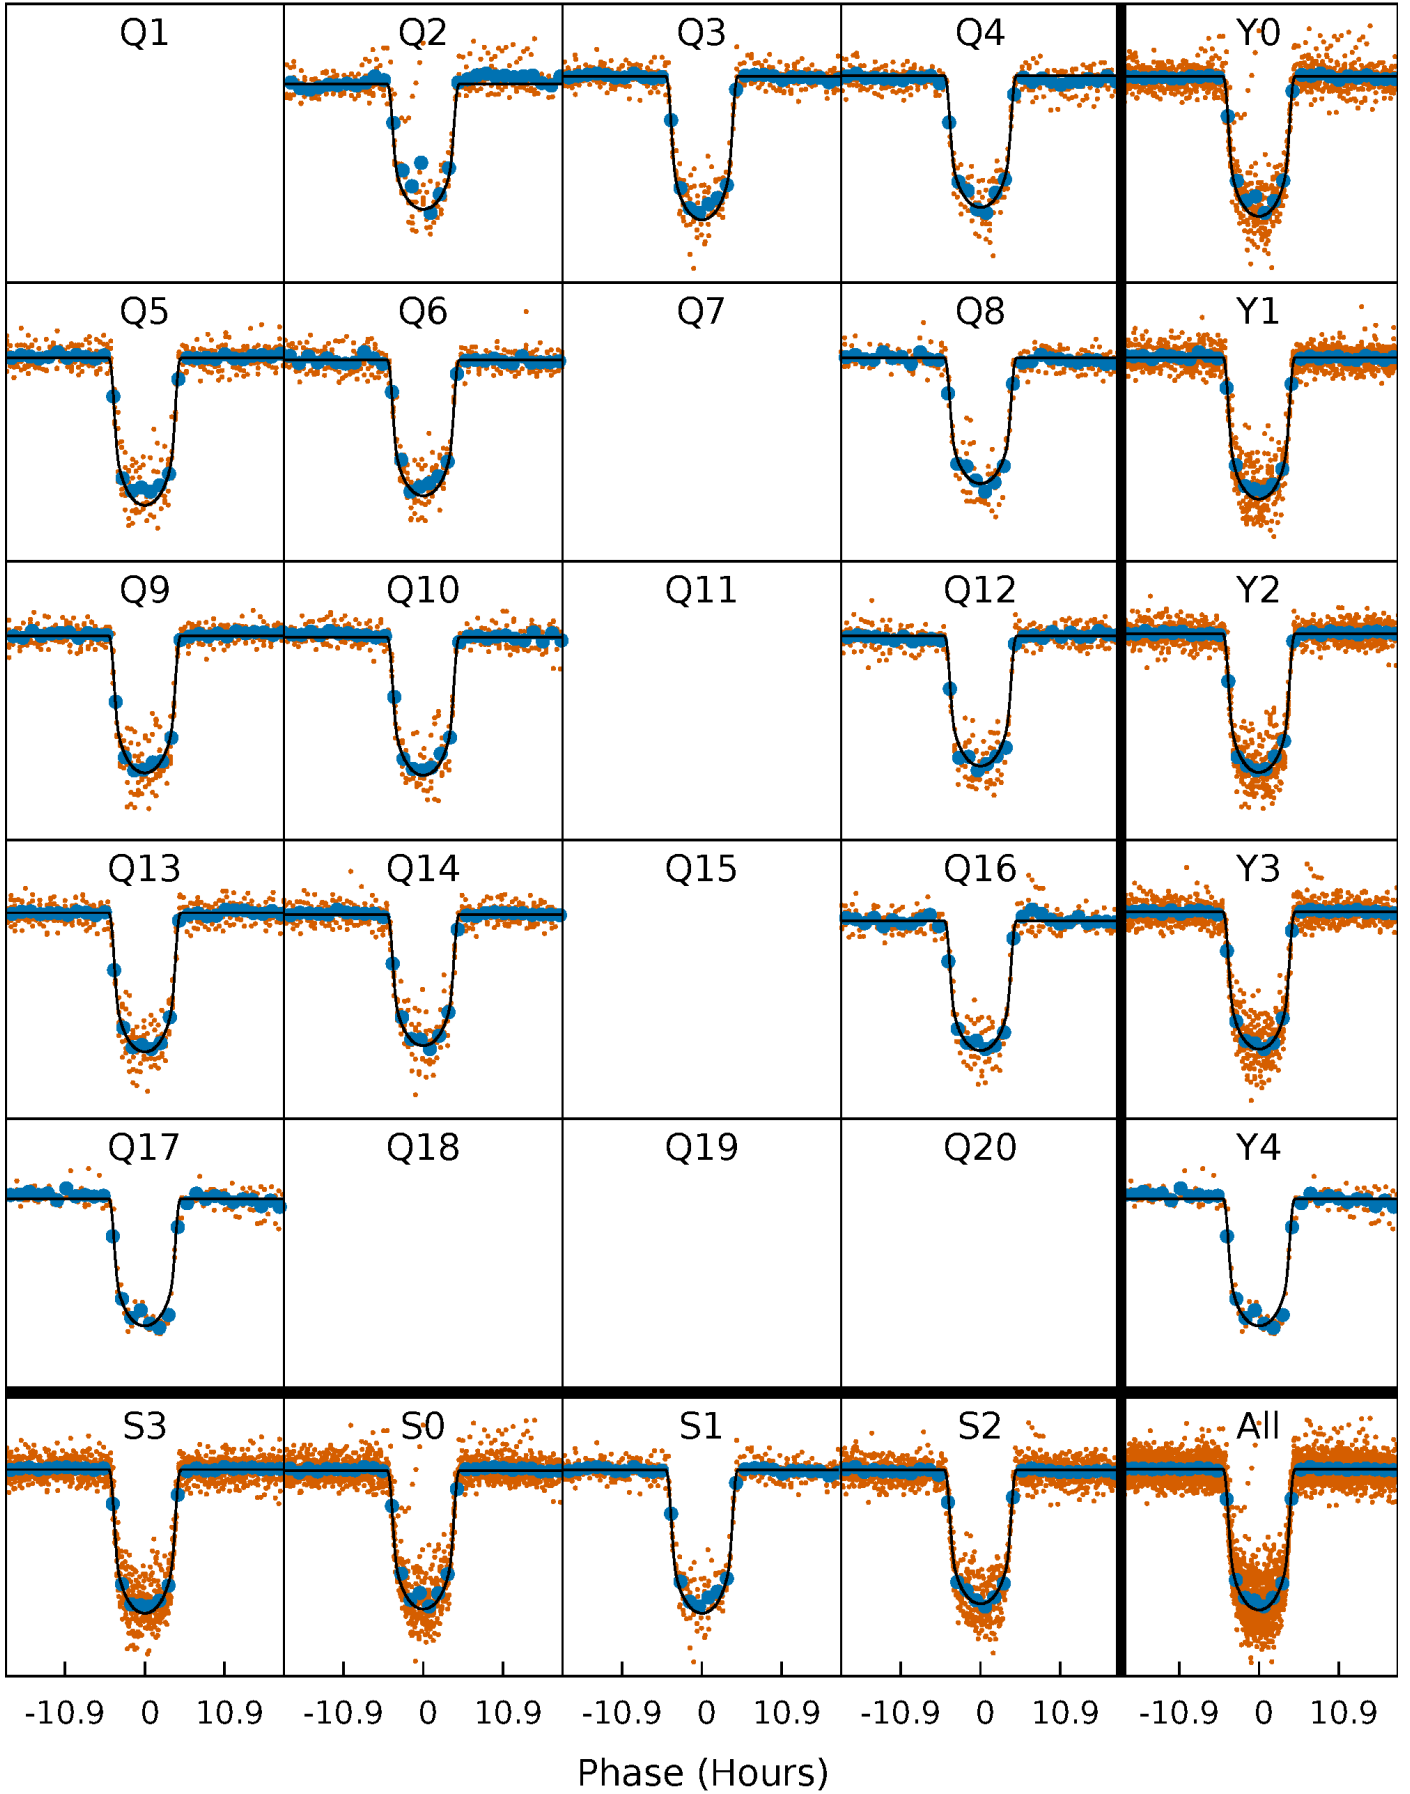 Q1 Q2 Q3 Q4 Y0
Q5 Q6 Q7 Q8 Y1
Q9 Q10 Q11 Q12 Y2
Q13 Q14 Q15 Q16 Y3
Q17 Q18 Q19 Q20 Y4
S3 S0 S1 S2 All
-10.9 0 10.9 -10.9 0 10.9 -10.9 0 10.9 -10.9 0 10.9 -10.9 0 10.9
Phase (Hours)